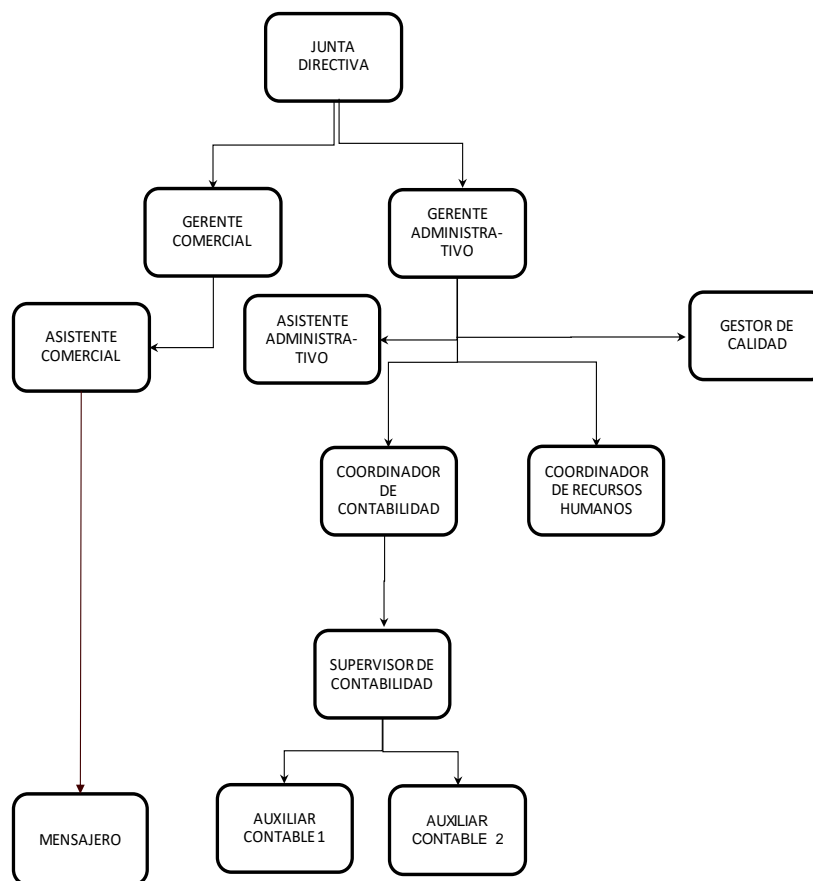 JUNTA
DIRECTIVA
GERENTE
COMERCIAL
GERENTE
ADMINISTRA-
TIVO
ASISTENTE
COMERCIAL
ASISTENTE
ADMINISTRA-
TIVO
GESTOR DE
CALIDAD
COORDINADOR
DE
CONTABILIDAD
COORDINADOR
DE RECURSOS
HUMANOS
SUPERVISOR DE
CONTABILIDAD
MENSAJERO
AUXILIAR
CONTABLE 1
AUXILIAR
CONTABLE 2